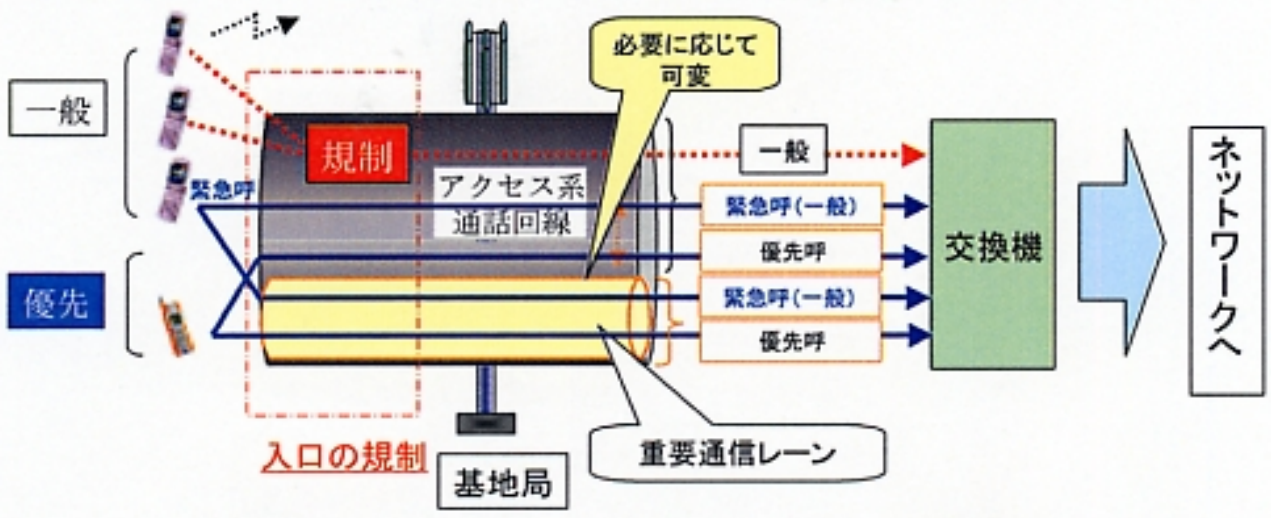 必要に応じて
可変
一般
規制
一般
アクセス系
通話回線
緊急呼
緊急呼(一般)
優先呼
緊急呼(一般)
優先呼
優先
交換機
ネットワークへ
入口の規制
基地局
重要通信レーン